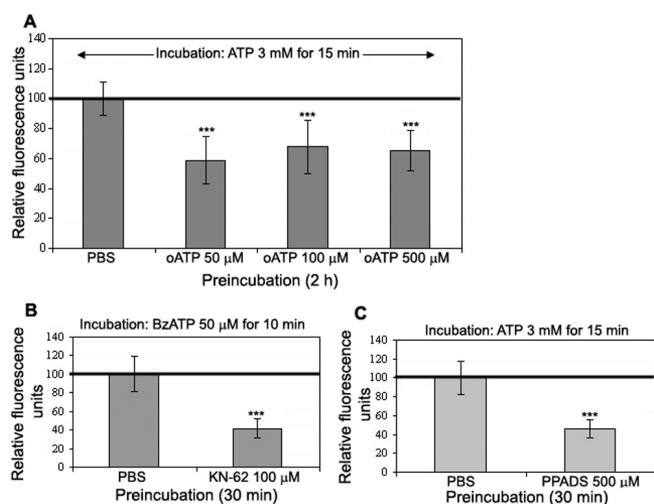 A
Incubation: ATP 3 mM for 15 min
Relative fluorescence units
140
120
100
80
60
40
20
0
***
***
***
PBS
oATP 50 µM
oATP 100 µM
oATP 500 µM
Preincubation (2 h)
B
Incubation: BzATP 50 µM for 10 min
Relative fluorescence
units
140
120
100
80
60
40
20
0
***
PBS
KN-62 100 µM
Preincubation (30 min)
C
Incubation: ATP 3 mM for 15 min
Relative fluorescence
units
140
120
100
80
60
40
20
0
***
PBS
PPADS 500 µM
Preincubation (30 min)